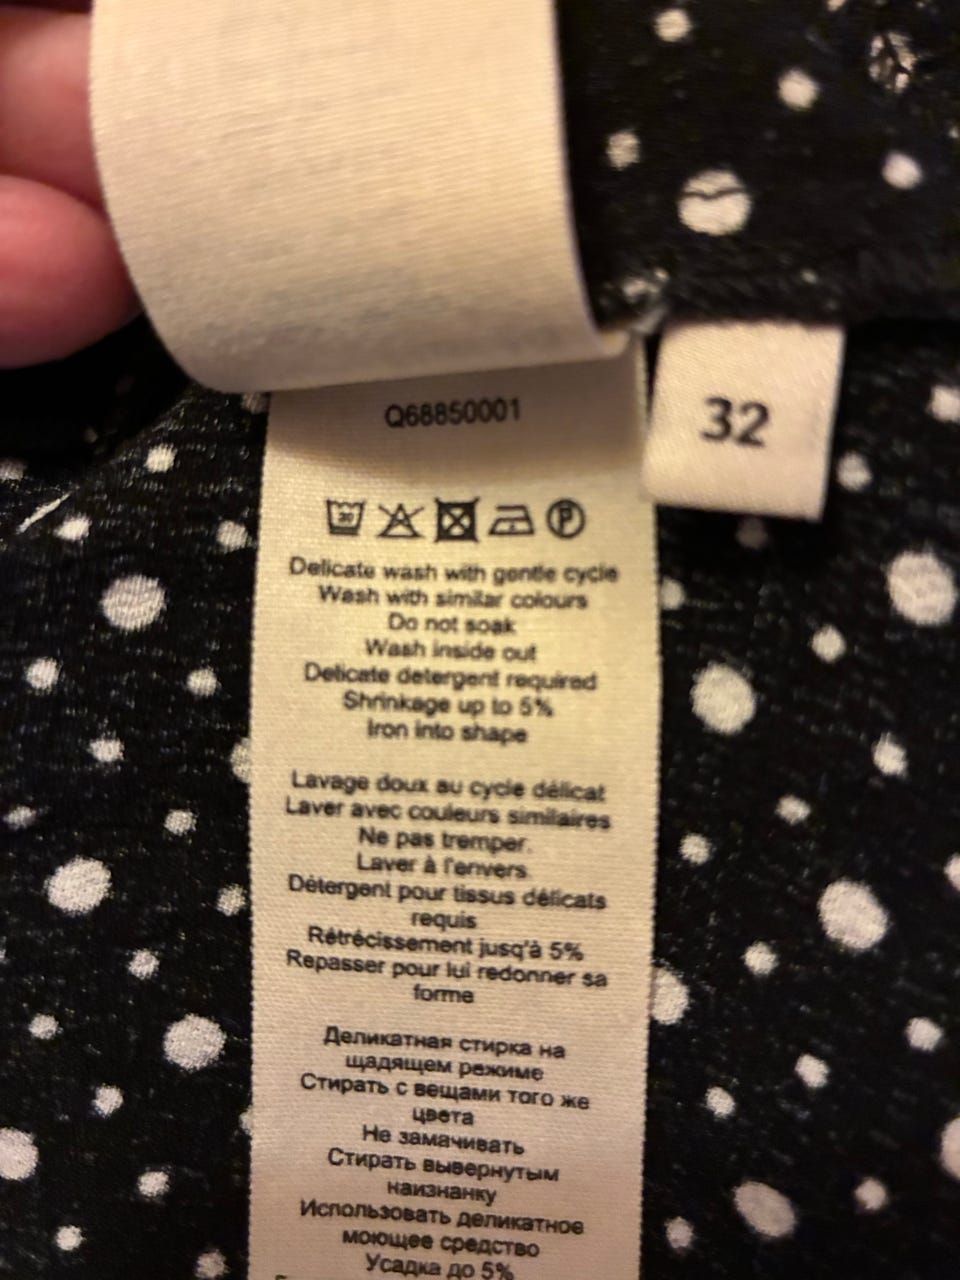 Q68850001
32
30
P
Delicate wash with gentle cycle
Wash with similar colours
Do not soak
Wash inside out
Delicate detergent required
Shrinkage up to 5%
Iron into shape
Lavage doux au cycle délicat
Laver avec couleurs similaires
Ne pas tremper.
Laver à l'envers
Détergent pour tissus délicats
requis
Rétrécissement jusq'à 5%
Repasser pour lui redonner sa
forme
Деликатная стирка на
щадящем режиме
Стирать с вещами того же
цвета
Не замачивать
Стирать вывернутым
наизнанку
Использовать деликатное
моющее средство
Усадка до 5%